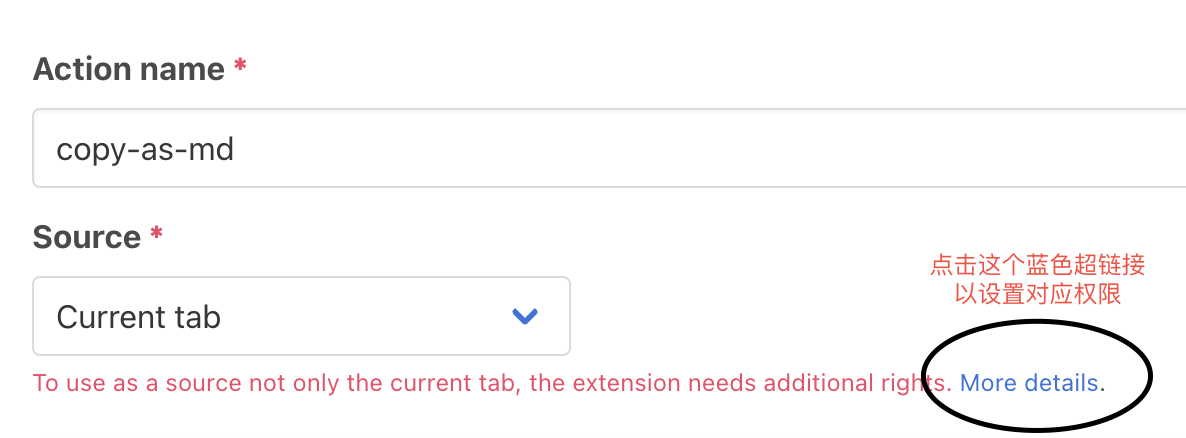 Action name *
copy-as-md
Source *
点击这个蓝色超链接
以设置对应权限
Current tab
To use as a source not only the current tab, the extension needs additional rights. More details.